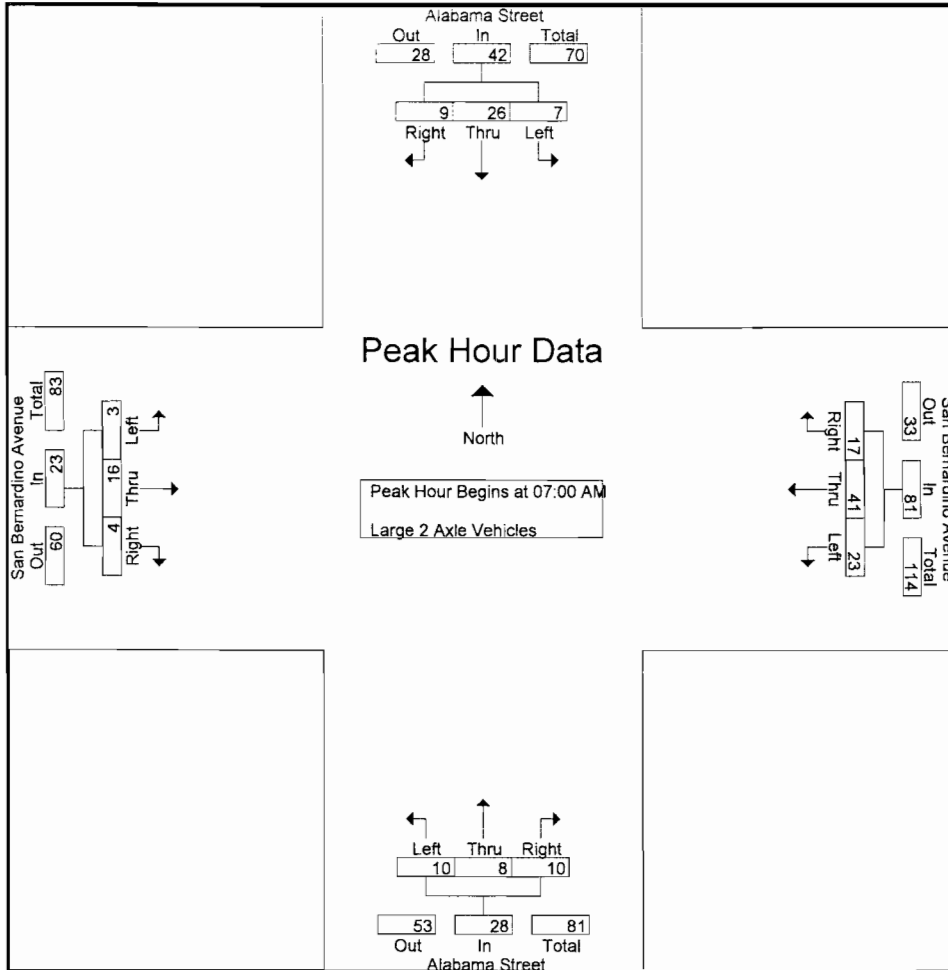 Alabama Street
Out In Total
28 42 70
9 26 7
Right Thru Left
Peak Hour Data
North
Peak Hour Begins at 07:00 AM
Large 2 Axle Vehicles
San Bernardino Avenue
Total In Out
83 23 60
3 16 4
Left Thru Right
Right Thru Left
17 41 23
33 81 114
Out In Total
San Bernardino Avenue
Left Thru Right
10 8 10
53 28 81
Out In Total
Alabama Street